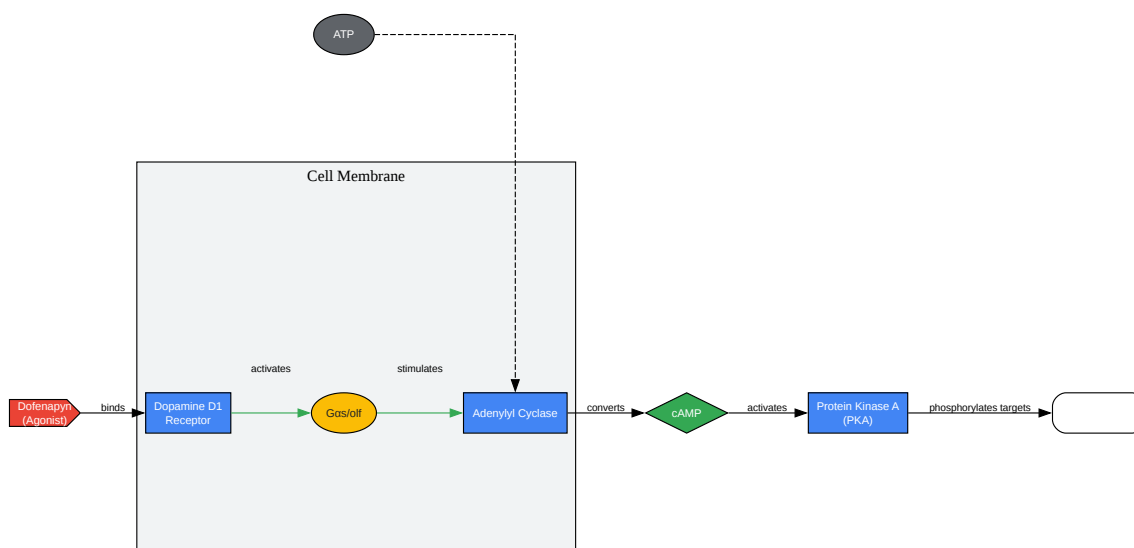 ATP
Cell Membrane
activates
stimulates
Dofenapyn
(Agonist)
binds
Dopamine D1
Receptor
Gαs/olf
Adenylyl Cyclase
converts
cAMP
activates
Protein Kinase A
(PKA)
phosphorylates targets